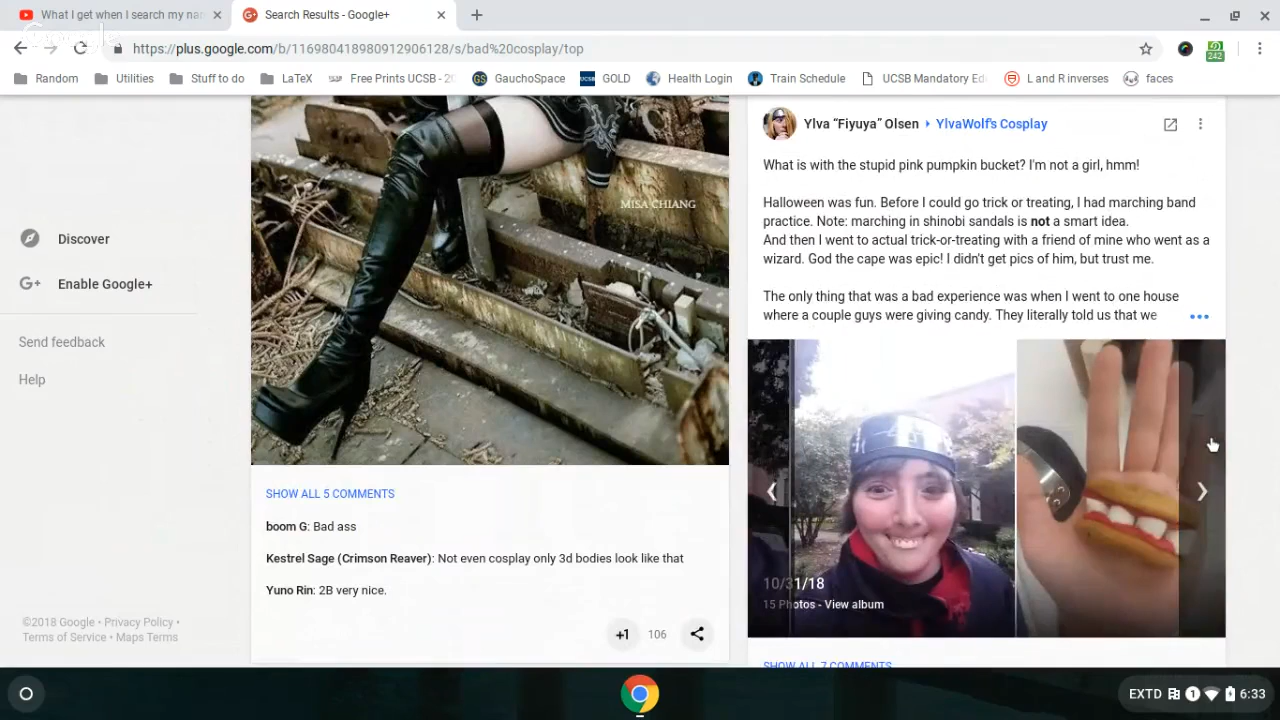 What I get when I search my nar
Search Results - Google+
Google
https://plus.google.com/b/116980418980912906128/s/bad%20cosplay/top
242
Random
Utilities
Stuff to do
LaTeX
Free Prints UCSB - 20
GauchoSpace
GOLD
Health Login
Train Schedule
UCSB Mandatory Ed
L and R inverses
faces
Discover
Enable Google+
Send feedback
Help
©2018 Google • Privacy Policy •
Terms of Service • Maps Terms
MISA CHIANG
SHOW ALL 5 COMMENTS
boom G: Bad ass
Kestrel Sage (Crimson Reaver): Not even cosplay only 3d bodies look like that
Yuno Rin: 2B very nice.
+1
106
Ylva “Fiyuya” Olsen YlvaWolf's Cosplay
What is with the stupid pink pumpkin bucket? I'm not a girl, hmm!
Halloween was fun. Before I could go trick or treating, I had marching band
practice. Note: marching in shinobi sandals is not a smart idea.
And then I went to actual trick-or-treating with a friend of mine who went as a
wizard. God the cape was epic! I didn't get pics of him, but trust me.
The only thing that was a bad experience was when I went to one house
where a couple guys were giving candy. They literally told us that we
10/31/18
15 Photos - View album
SHOW ALL 7 COMMENTS
EXTD
1
6:33